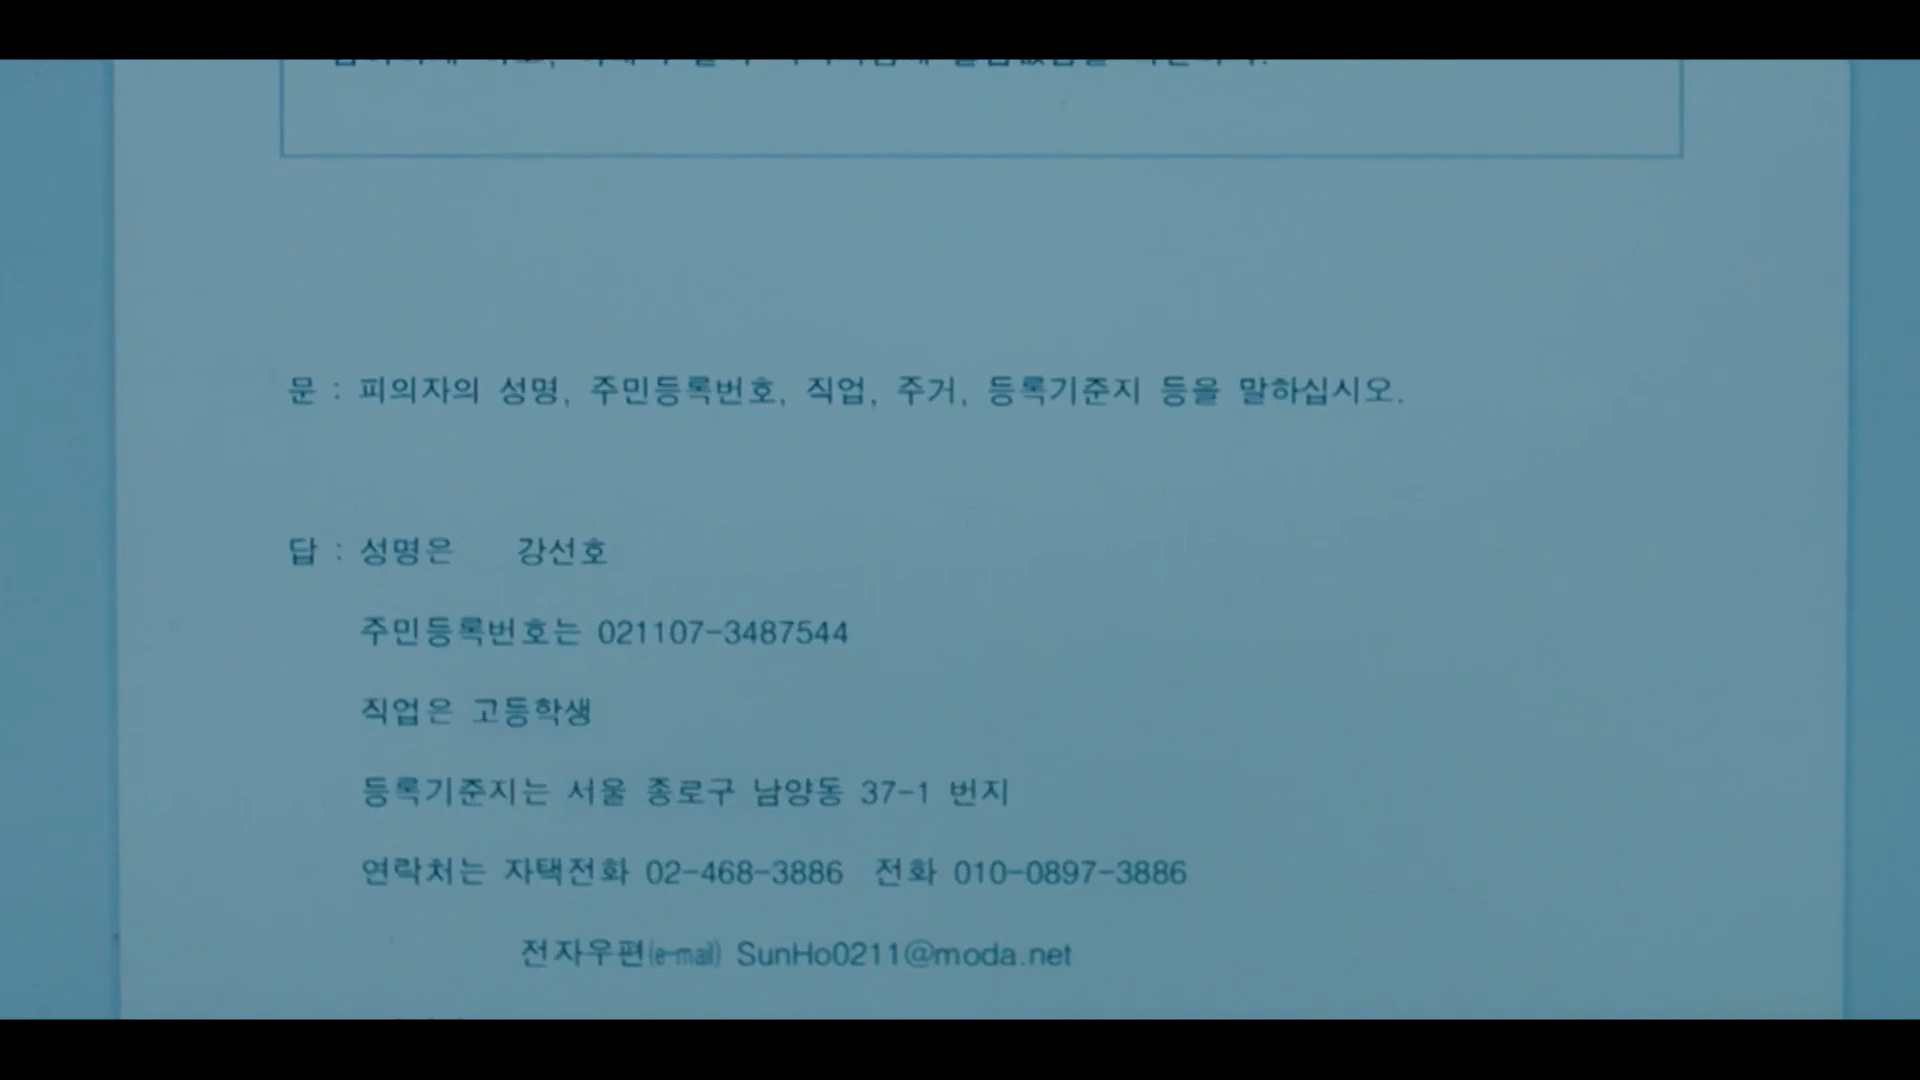 문 : 피의자의 성명, 주민등록번호, 직업, 주거, 등록기준지 등을 말하십시오.
답 : 성명은 강선호
주민등록번호는 021107-3487544
직업은 고등학생
등록기준지는 서울 종로구 남양동 37-1 번지
연락처는 자택전화 02-468-3886 전화 010-0897-3886
전자우편(e-mail) SunHo0211@moda.net